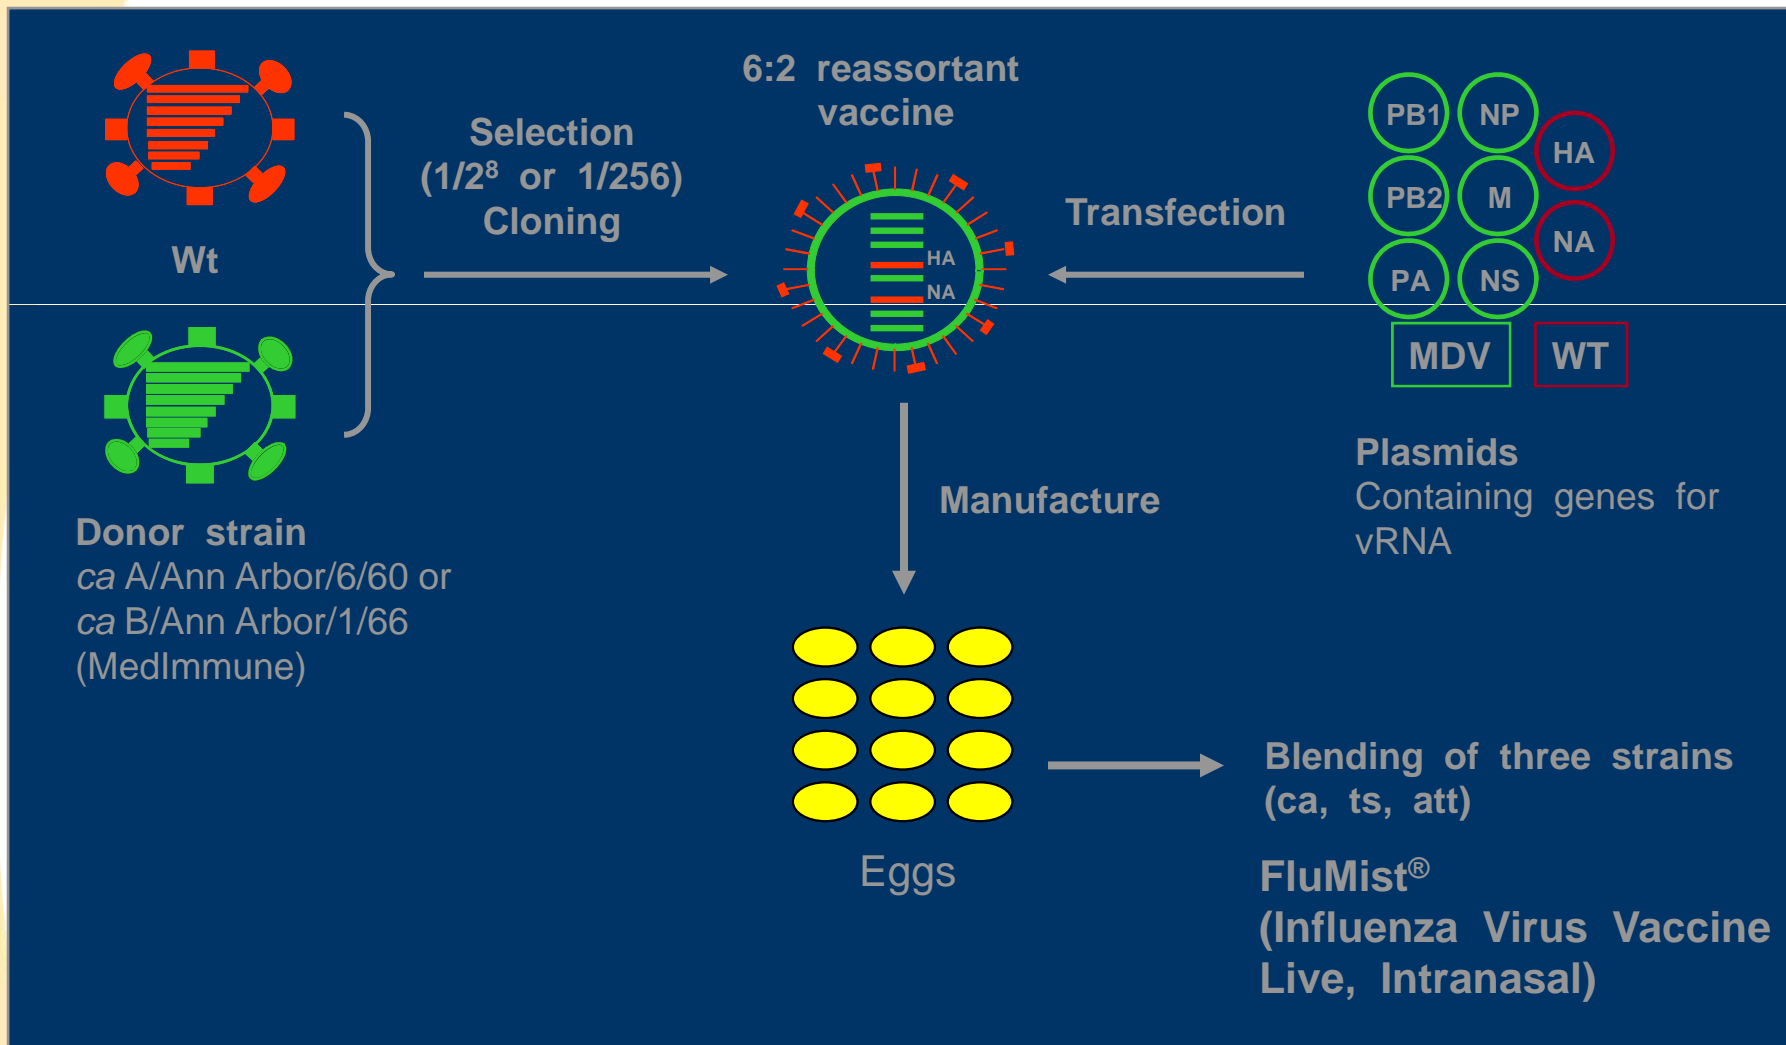 Wt
Donor strain
ca A/Ann Arbor/6/60 or
ca B/Ann Arbor/1/66
(MedImmune)
Selection
(1/2⁸ or 1/256)
Cloning
6:2 reassortant
vaccine
HA
NA
Transfection
PB1
NP
HA
PB2
M
NA
PA
NS
MDV
WT
Plasmids
Containing genes for
vRNA
Manufacture
Eggs
Blending of three strains
(ca, ts, att)
FluMist®
(Influenza Virus Vaccine
Live, Intranasal)